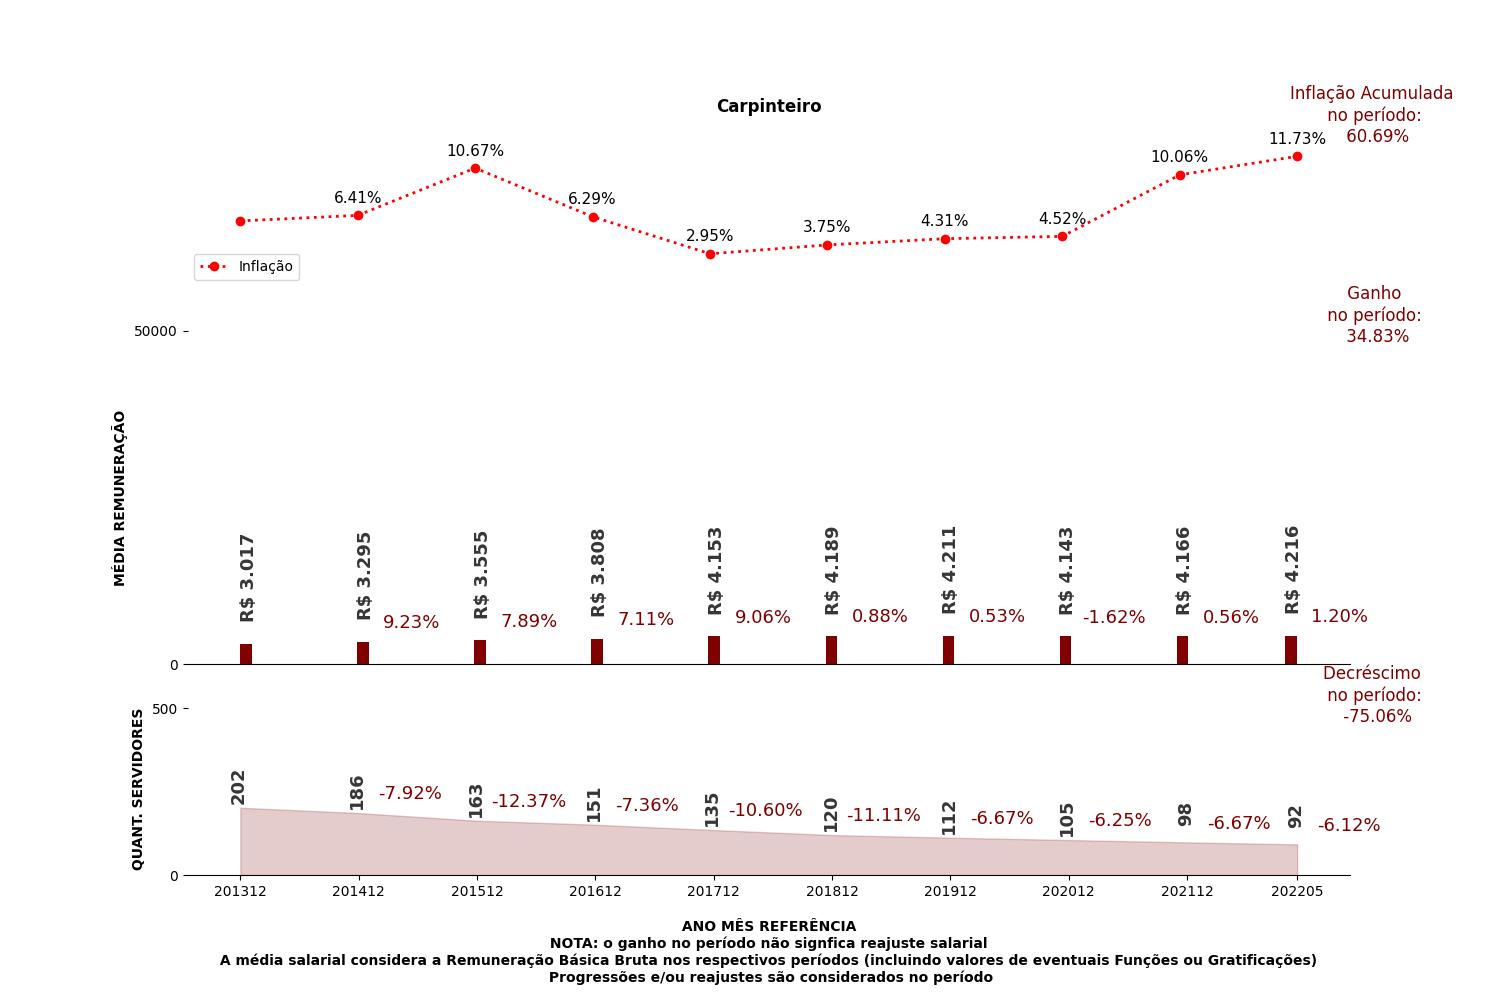 Carpinteiro
Inflação Acumulada
no período:
60.69%
6.41%
10.67%
6.29%
2.95%
3.75%
4.31%
4.52%
10.06%
11.73%
Inflação
Ganho
no período:
34.83%
50000
0
MÉDIA REMUNERAÇÃO
R$ 3.017
R$ 3.295
R$ 3.555
R$ 3.808
R$ 4.153
R$ 4.189
R$ 4.211
R$ 4.143
R$ 4.166
R$ 4.216
9.23%
7.89%
7.11%
9.06%
0.88%
0.53%
-1.62%
0.56%
1.20%
Decréscimo
no período:
-75.06%
500
0
QUANT. SERVIDORES
202
186
163
151
135
120
112
105
98
92
-7.92%
-12.37%
-7.36%
-10.60%
-11.11%
-6.67%
-6.25%
-6.67%
-6.12%
201312
201412
201512
201612
201712
201812
201912
202012
202112
202205
ANO MÊS REFERÊNCIA
NOTA: o ganho no período não signfica reajuste salarial
A média salarial considera a Remuneração Básica Bruta nos respectivos períodos (incluindo valores de eventuais Funções ou Gratificações)
Progressões e/ou reajustes são considerados no período